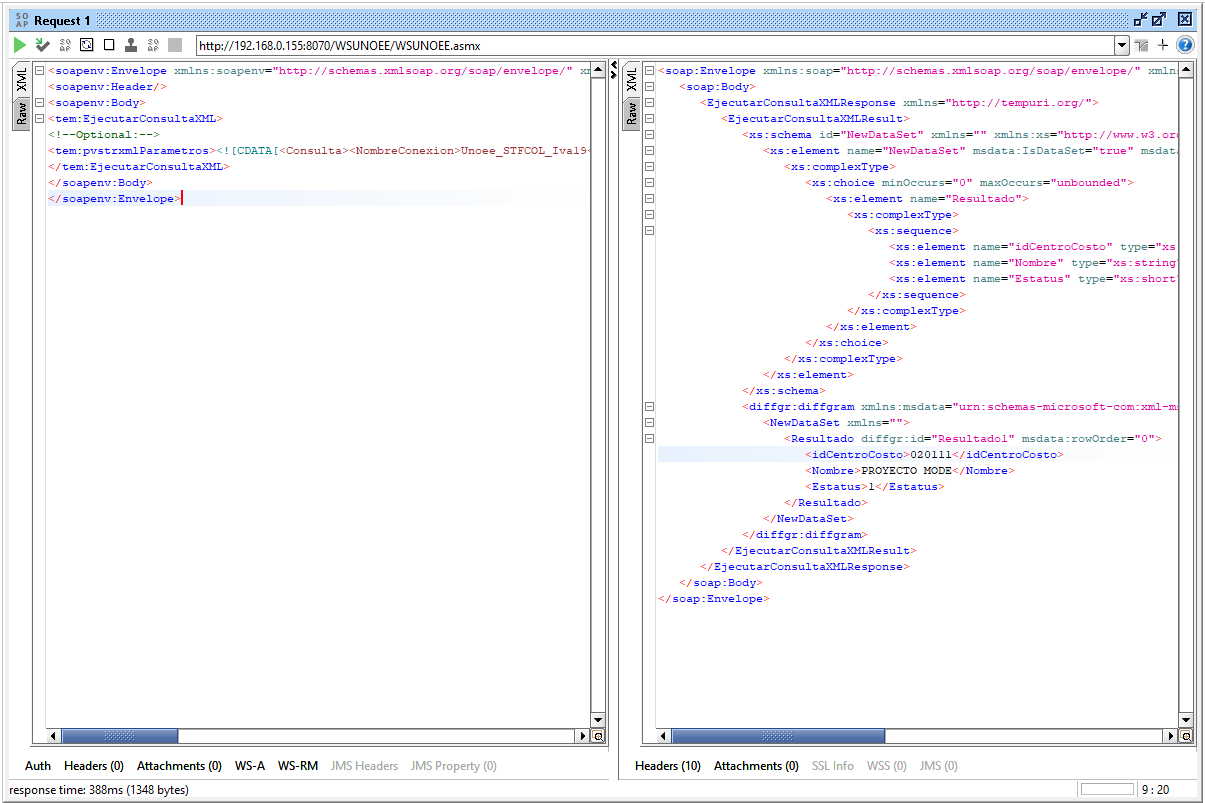 SO AP Request 1
SO AP
SO AP
http://192.168.0.155:8070/WSUNOEE/WSUNOEE.asmx
XML
Raw
<soapenv:Envelope xmlns:soapenv="http://schemas.xmlsoap.org/soap/envelope/" xm
<soapenv:Header/>
<soapenv:Body>
<tem:EjecutarConsultaXML>
<!--Optional:-->
<tem:pvstrxmlParametros><![CDATA[<Consulta><NombreConexion>Unoee_STFCOL_Ival9<
</tem:EjecutarConsultaXML>
</soapenv:Body>
</soapenv:Envelope>
XML
Raw
<soap:Envelope xmlns:soap="http://schemas.xmlsoap.org/soap/envelope/" xmln
<soap:Body>
<EjecutarConsultaXMLResponse xmlns="http://tempuri.org/">
<EjecutarConsultaXMLResult>
<xs:schema id="NewDataSet" xmlns="" xmlns:xs="http://www.w3.or
<xs:element name="NewDataSet" msdata:IsDataSet="true" msdat
<xs:complexType>
<xs:choice minOccurs="0" maxOccurs="unbounded">
<xs:element name="Resultado">
<xs:complexType>
<xs:sequence>
<xs:element name="idCentroCosto" type="xs
<xs:element name="Nombre" type="xs:string"
<xs:element name="Estatus" type="xs:short"
</xs:sequence>
</xs:complexType>
</xs:element>
</xs:choice>
</xs:complexType>
</xs:element>
</xs:schema>
<diffgr:diffgram xmlns:msdata="urn:schemas-microsoft-com:xml-m
<NewDataSet xmlns="">
<Resultado diffgr:id="Resultado1" msdata:rowOrder="0">
<idCentroCosto>020111</idCentroCosto>
<Nombre>PROYECTO MODE</Nombre>
<Estatus>1</Estatus>
</Resultado>
</NewDataSet>
</diffgr:diffgram>
</EjecutarConsultaXMLResult>
</EjecutarConsultaXMLResponse>
</soap:Body>
</soap:Envelope>
Auth Headers (0) Attachments (0) WS-A WS-RM JMS Headers JMS Property (0)
Headers (10) Attachments (0) SSL Info WSS (0) JMS (0)
response time: 388ms (1348 bytes)
9 : 20